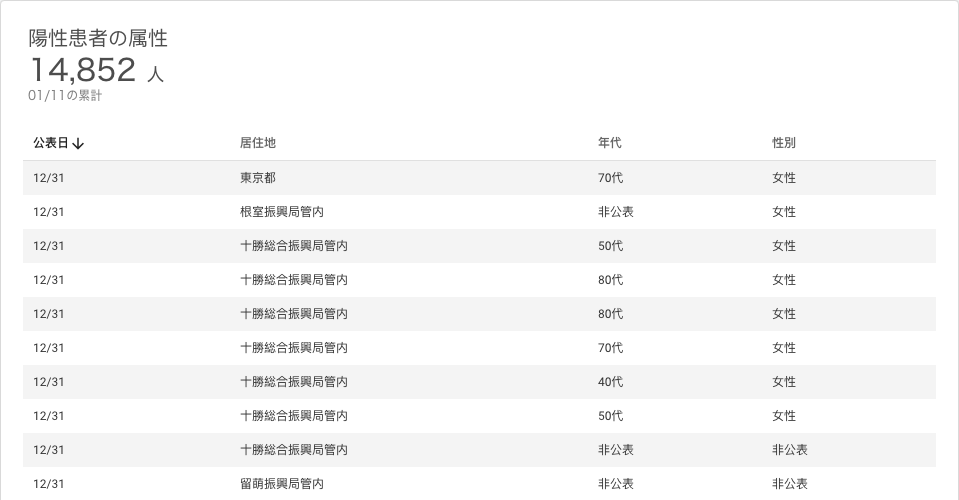 陽性患者の属性
14,852 人
01/11の累計
公表日↓ 居住地 年代 性別
12/31 東京都 70代 女性
12/31 根室振興局管内 非公表 女性
12/31 十勝総合振興局管内 50代 女性
12/31 十勝総合振興局管内 80代 女性
12/31 十勝総合振興局管内 80代 女性
12/31 十勝総合振興局管内 70代 女性
12/31 十勝総合振興局管内 40代 女性
12/31 十勝総合振興局管内 50代 女性
12/31 十勝総合振興局管内 非公表 非公表
12/31 留萌振興局管内 非公表 非公表